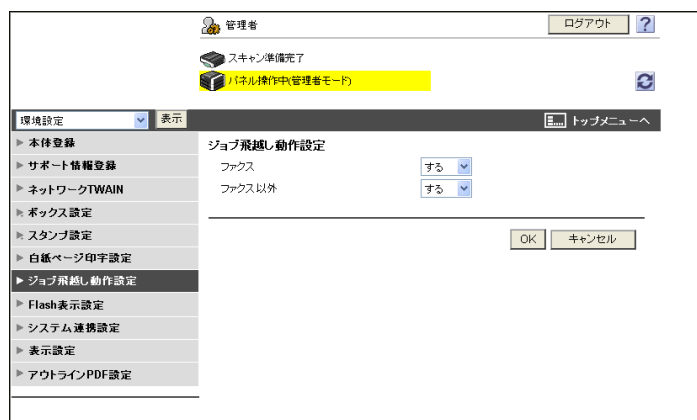 管理者
ログアウト
?
スキャン準備完了
パネル操作中(管理者モード)
環境設定
表示
トップメニューへ
本体登録
サポート情報登録
ネットワークTWAIN
ボックス設定
スタンプ設定
白紙ページ印字設定
ジョブ飛越し動作設定
Flash表示設定
システム連携設定
表示設定
アウトラインPDF設定
ジョブ飛越し動作設定
ファクス する
ファクス以外 する
OK キャンセル